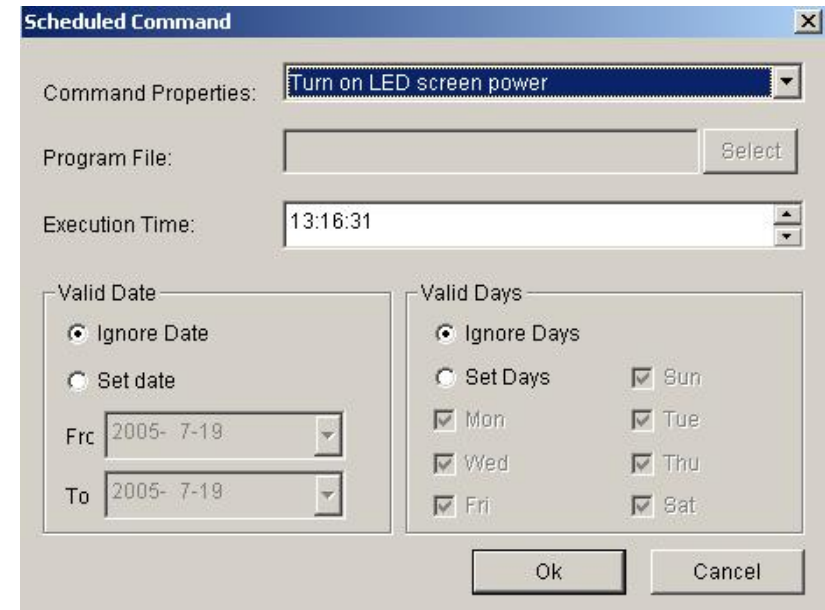 Scheduled Command
Command Properties: Turn on LED screen power
Program File: Select
Execution Time: 13:16:31
Valid Date
Ignore Date
Set date
Frc 2005- 7-19
To 2005- 7-19
Valid Days
Ignore Days
Set Days Sun
Mon Tue
Wed Thu
Fri Sat
Ok Cancel